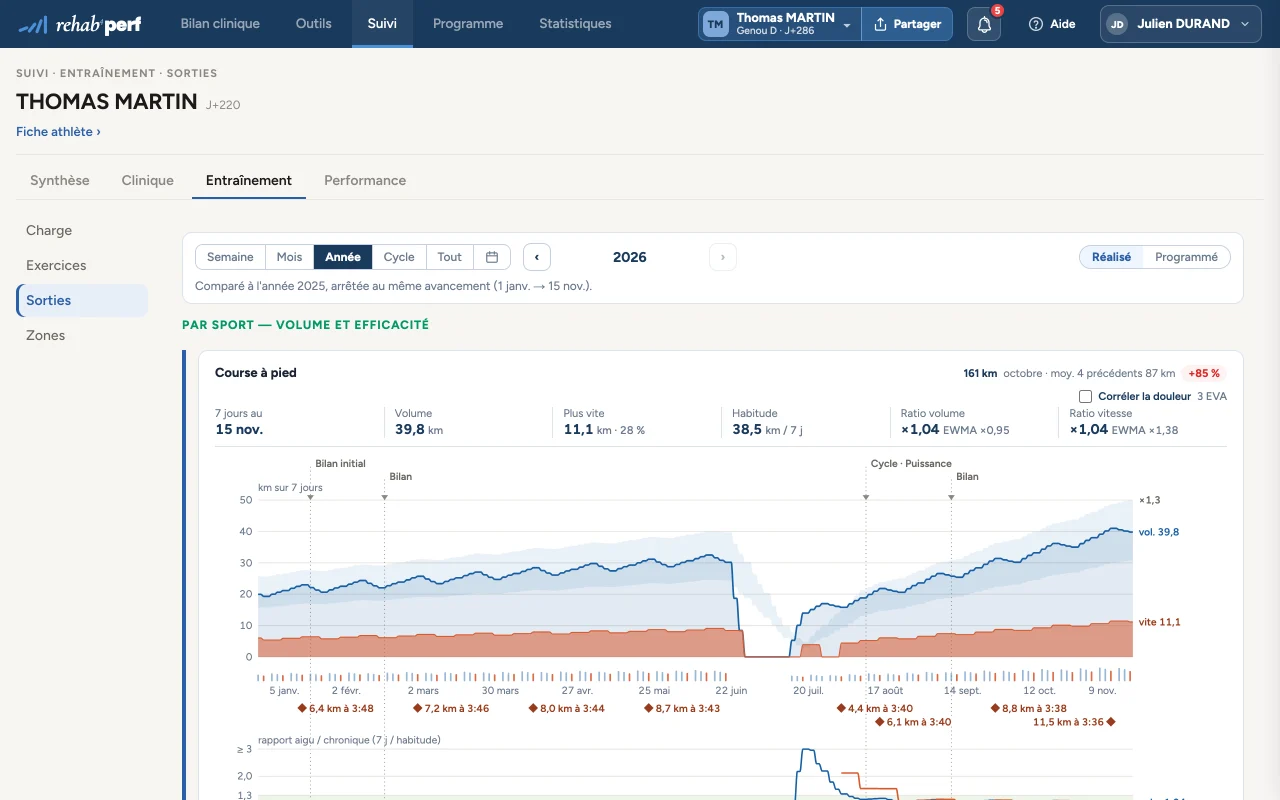 rehab'perf
Bilan clinique
Outils
Suivi
Programme
Statistiques
TM
Thomas MARTIN
Genou D · J+286
Partager
5
Aide
JD
Julien DURAND
SUIVI · ENTRAÎNEMENT · SORTIES
THOMAS MARTIN J+220
Fiche athlète ›
Synthèse
Clinique
Entraînement
Performance
Charge
Exercices
Sorties
Zones
Semaine
Mois
Année
Cycle
Tout
‹
2026
›
Réalisé
Programmé
Comparé à l'année 2025, arrêtée au même avancement (1 janv. → 15 nov.).
PAR SPORT — VOLUME ET EFFICACITÉ
Course à pied
161 km octobre · moy. 4 précédents 87 km +85 %
Corréler la douleur 3 EVA
7 jours au
15 nov.
Volume
39,8 km
Plus vite
11,1 km · 28 %
Habitude
38,5 km / 7 j
Ratio volume
×1,04 EWMA ×0,95
Ratio vitesse
×1,04 EWMA ×1,38
Bilan initial
Bilan
Cycle · Puissance
Bilan
km sur 7 jours
50
40
30
20
10
0
×1,3
vol. 39,8
vite 11,1
5 janv.
2 févr.
2 mars
30 mars
27 avr.
25 mai
22 juin
20 juil.
17 août
14 sept.
12 oct.
9 nov.
6,4 km à 3:48
7,2 km à 3:46
8,0 km à 3:44
8,7 km à 3:43
4,4 km à 3:40
8,8 km à 3:38
6,1 km à 3:40
11,5 km à 3:36
rapport aigu / chronique (7 j / habitude)
≥ 3
2,0
1,3